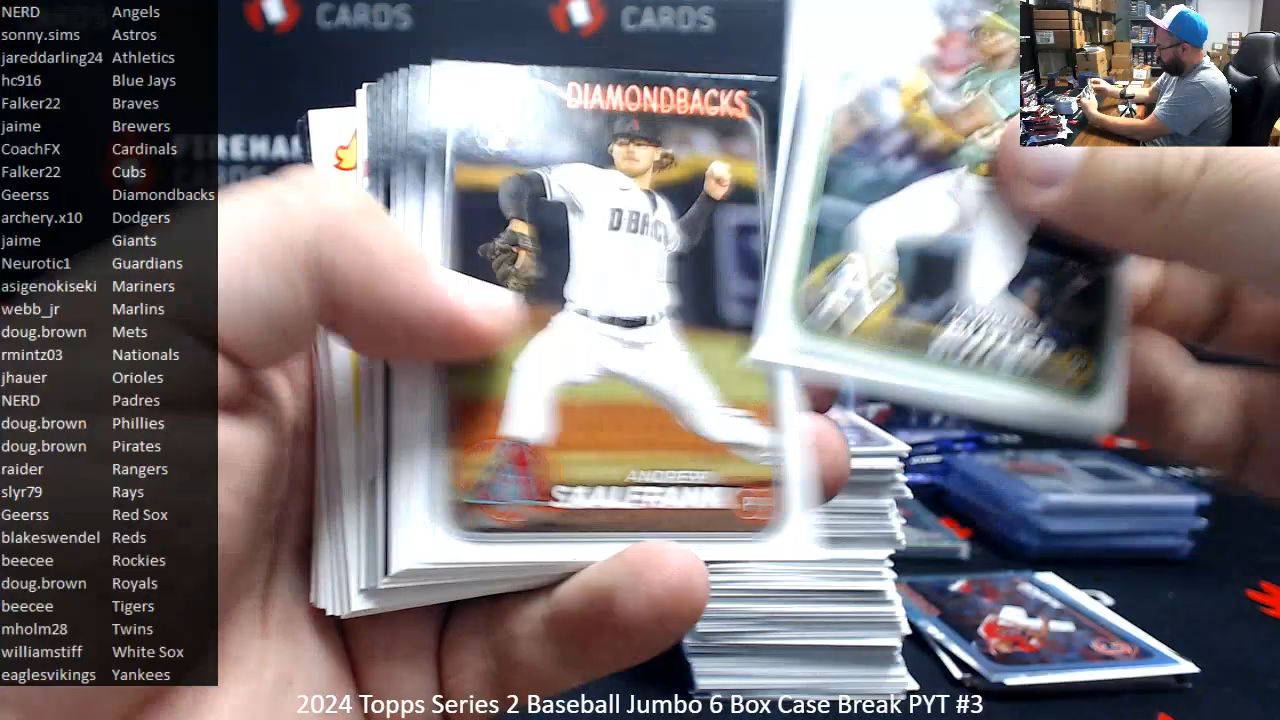 NERD Angels
sonny.sims Astros
jareddarling24 Athletics
hc916 Blue Jays
Falker22 Braves
jaime Brewers
CoachFX Cardinals
Falker22 Cubs
Geerss Diamondbacks
archery.x10 Dodgers
jaime Giants
Neurotic1 Guardians
asigenokiseki Mariners
webb_jr Marlins
doug.brown Mets
rmintz03 Nationals
jhauer Orioles
NERD Padres
doug.brown Phillies
doug.brown Pirates
raider Rangers
slyr79 Rays
Geerss Red Sox
blakeswendel Reds
beecee Rockies
doug.brown Royals
beecee Tigers
mholm28 Twins
williamstiff White Sox
eaglesvikings Yankees
CARDS
CARDS
DIAMONDBACKS
ANDREW
SAALFRANK
2024 Topps Series 2 Baseball Jumbo 6 Box Case Break PYT #3